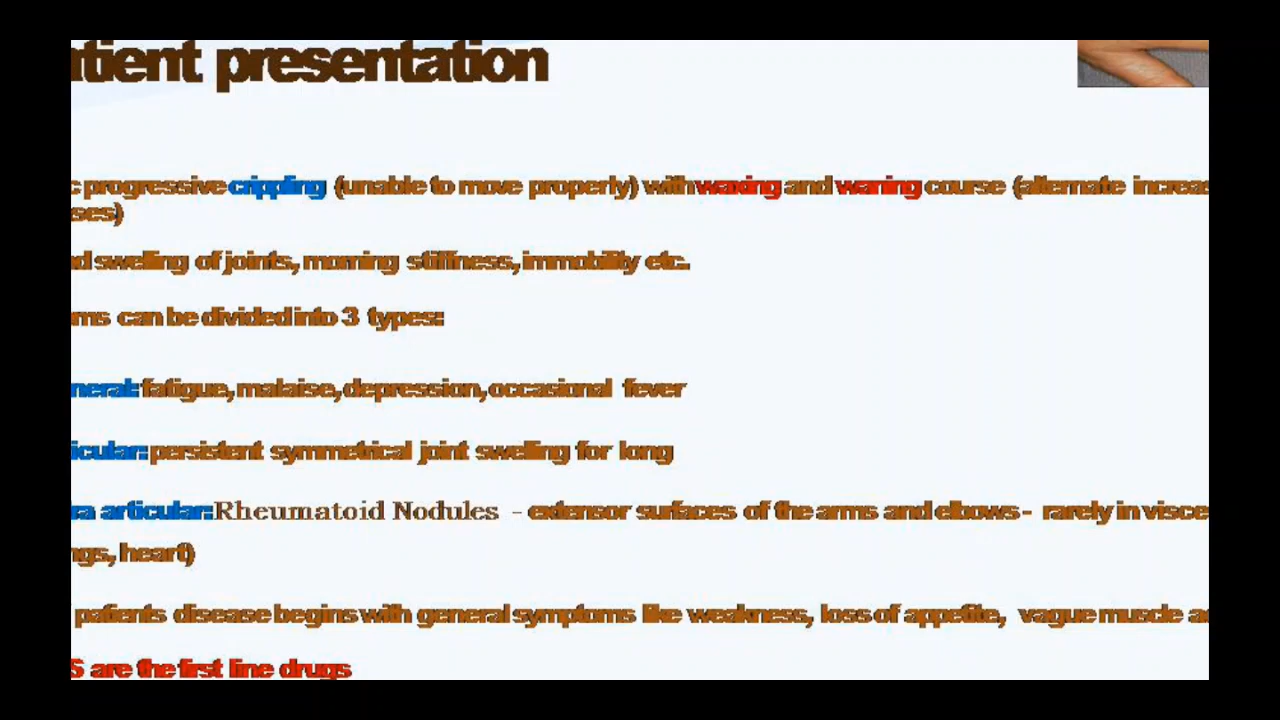 tient presentation
c progressive crippling (unable to move properly) with waxing and waning course (alternate increas
ses)
d swelling of joints, morning stiffness, immobility etc.
ms can be divided into 3 types:
neral: fatigue, malaise, depression, occasional fever
icular: persistent symmetrical joint swelling for long
ra articular: Rheumatoid Nodules - extensor surfaces of the arms and elbows - rarely in visce
ngs, heart)
patients disease begins with general symptoms like weakness, loss of appetite, vague muscle ac
S are the first line drugs